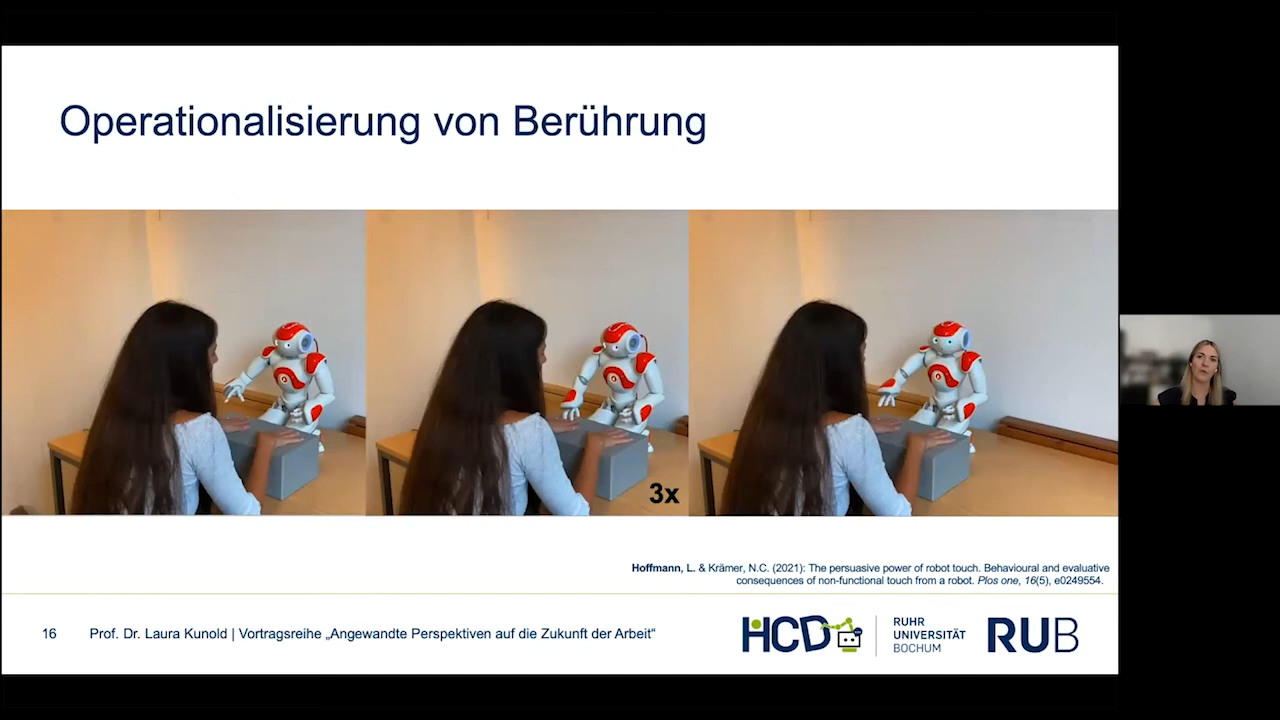 Operationalisierung von Berührung
3x
Hoffmann, L. & Krämer, N.C. (2021): The persuasive power of robot touch. Behavioural and evaluative
consequences of non-functional touch from a robot. Plos one, 16(5), e0249554.
16
Prof. Dr. Laura Kunold | Vortragsreihe „Angewandte Perspektiven auf die Zukunft der Arbeit“
HCD
RUHR
UNIVERSITÄT
BOCHUM
RUB